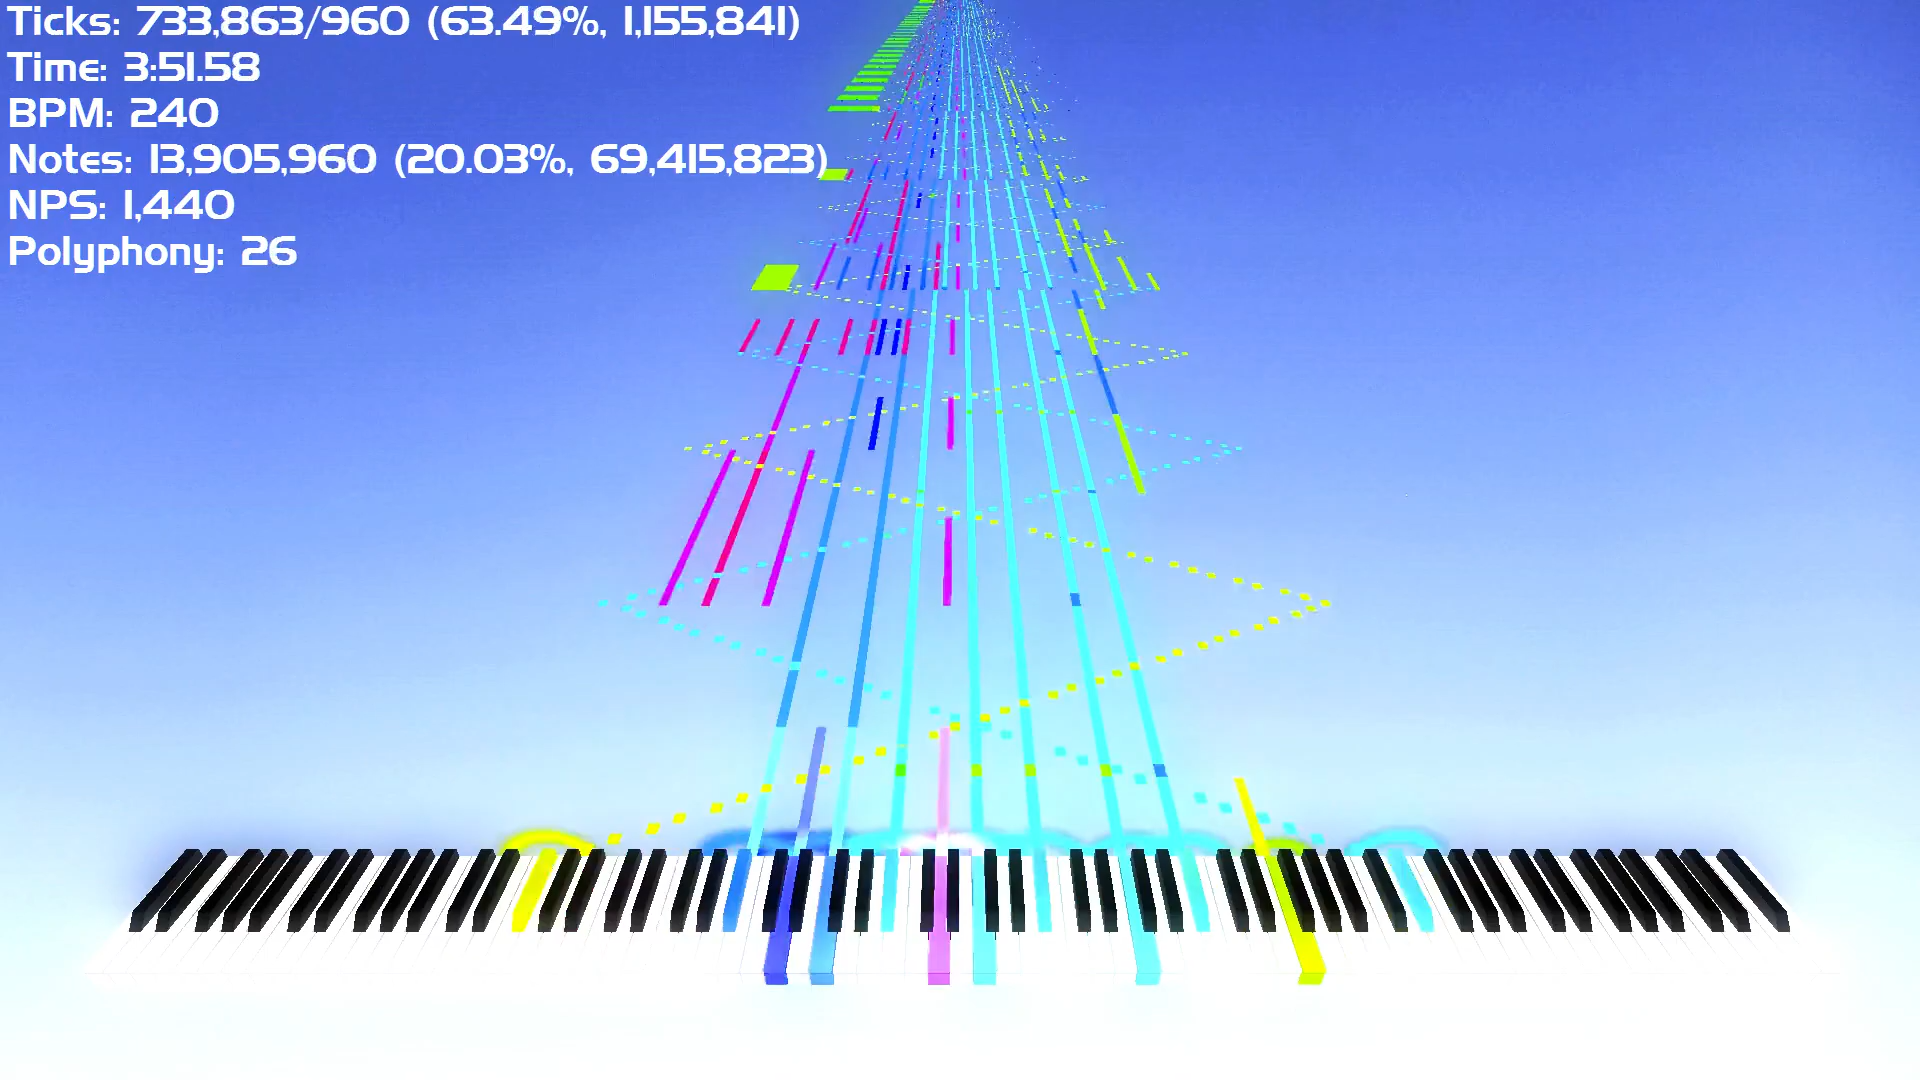 Ticks: 733,863/960 (63.49%, 1,155,841)
Time: 3:51.58
BPM: 240
Notes: 13,905,960 (20.03%, 69,415,823)
NPS: 1,440
Polyphony: 26